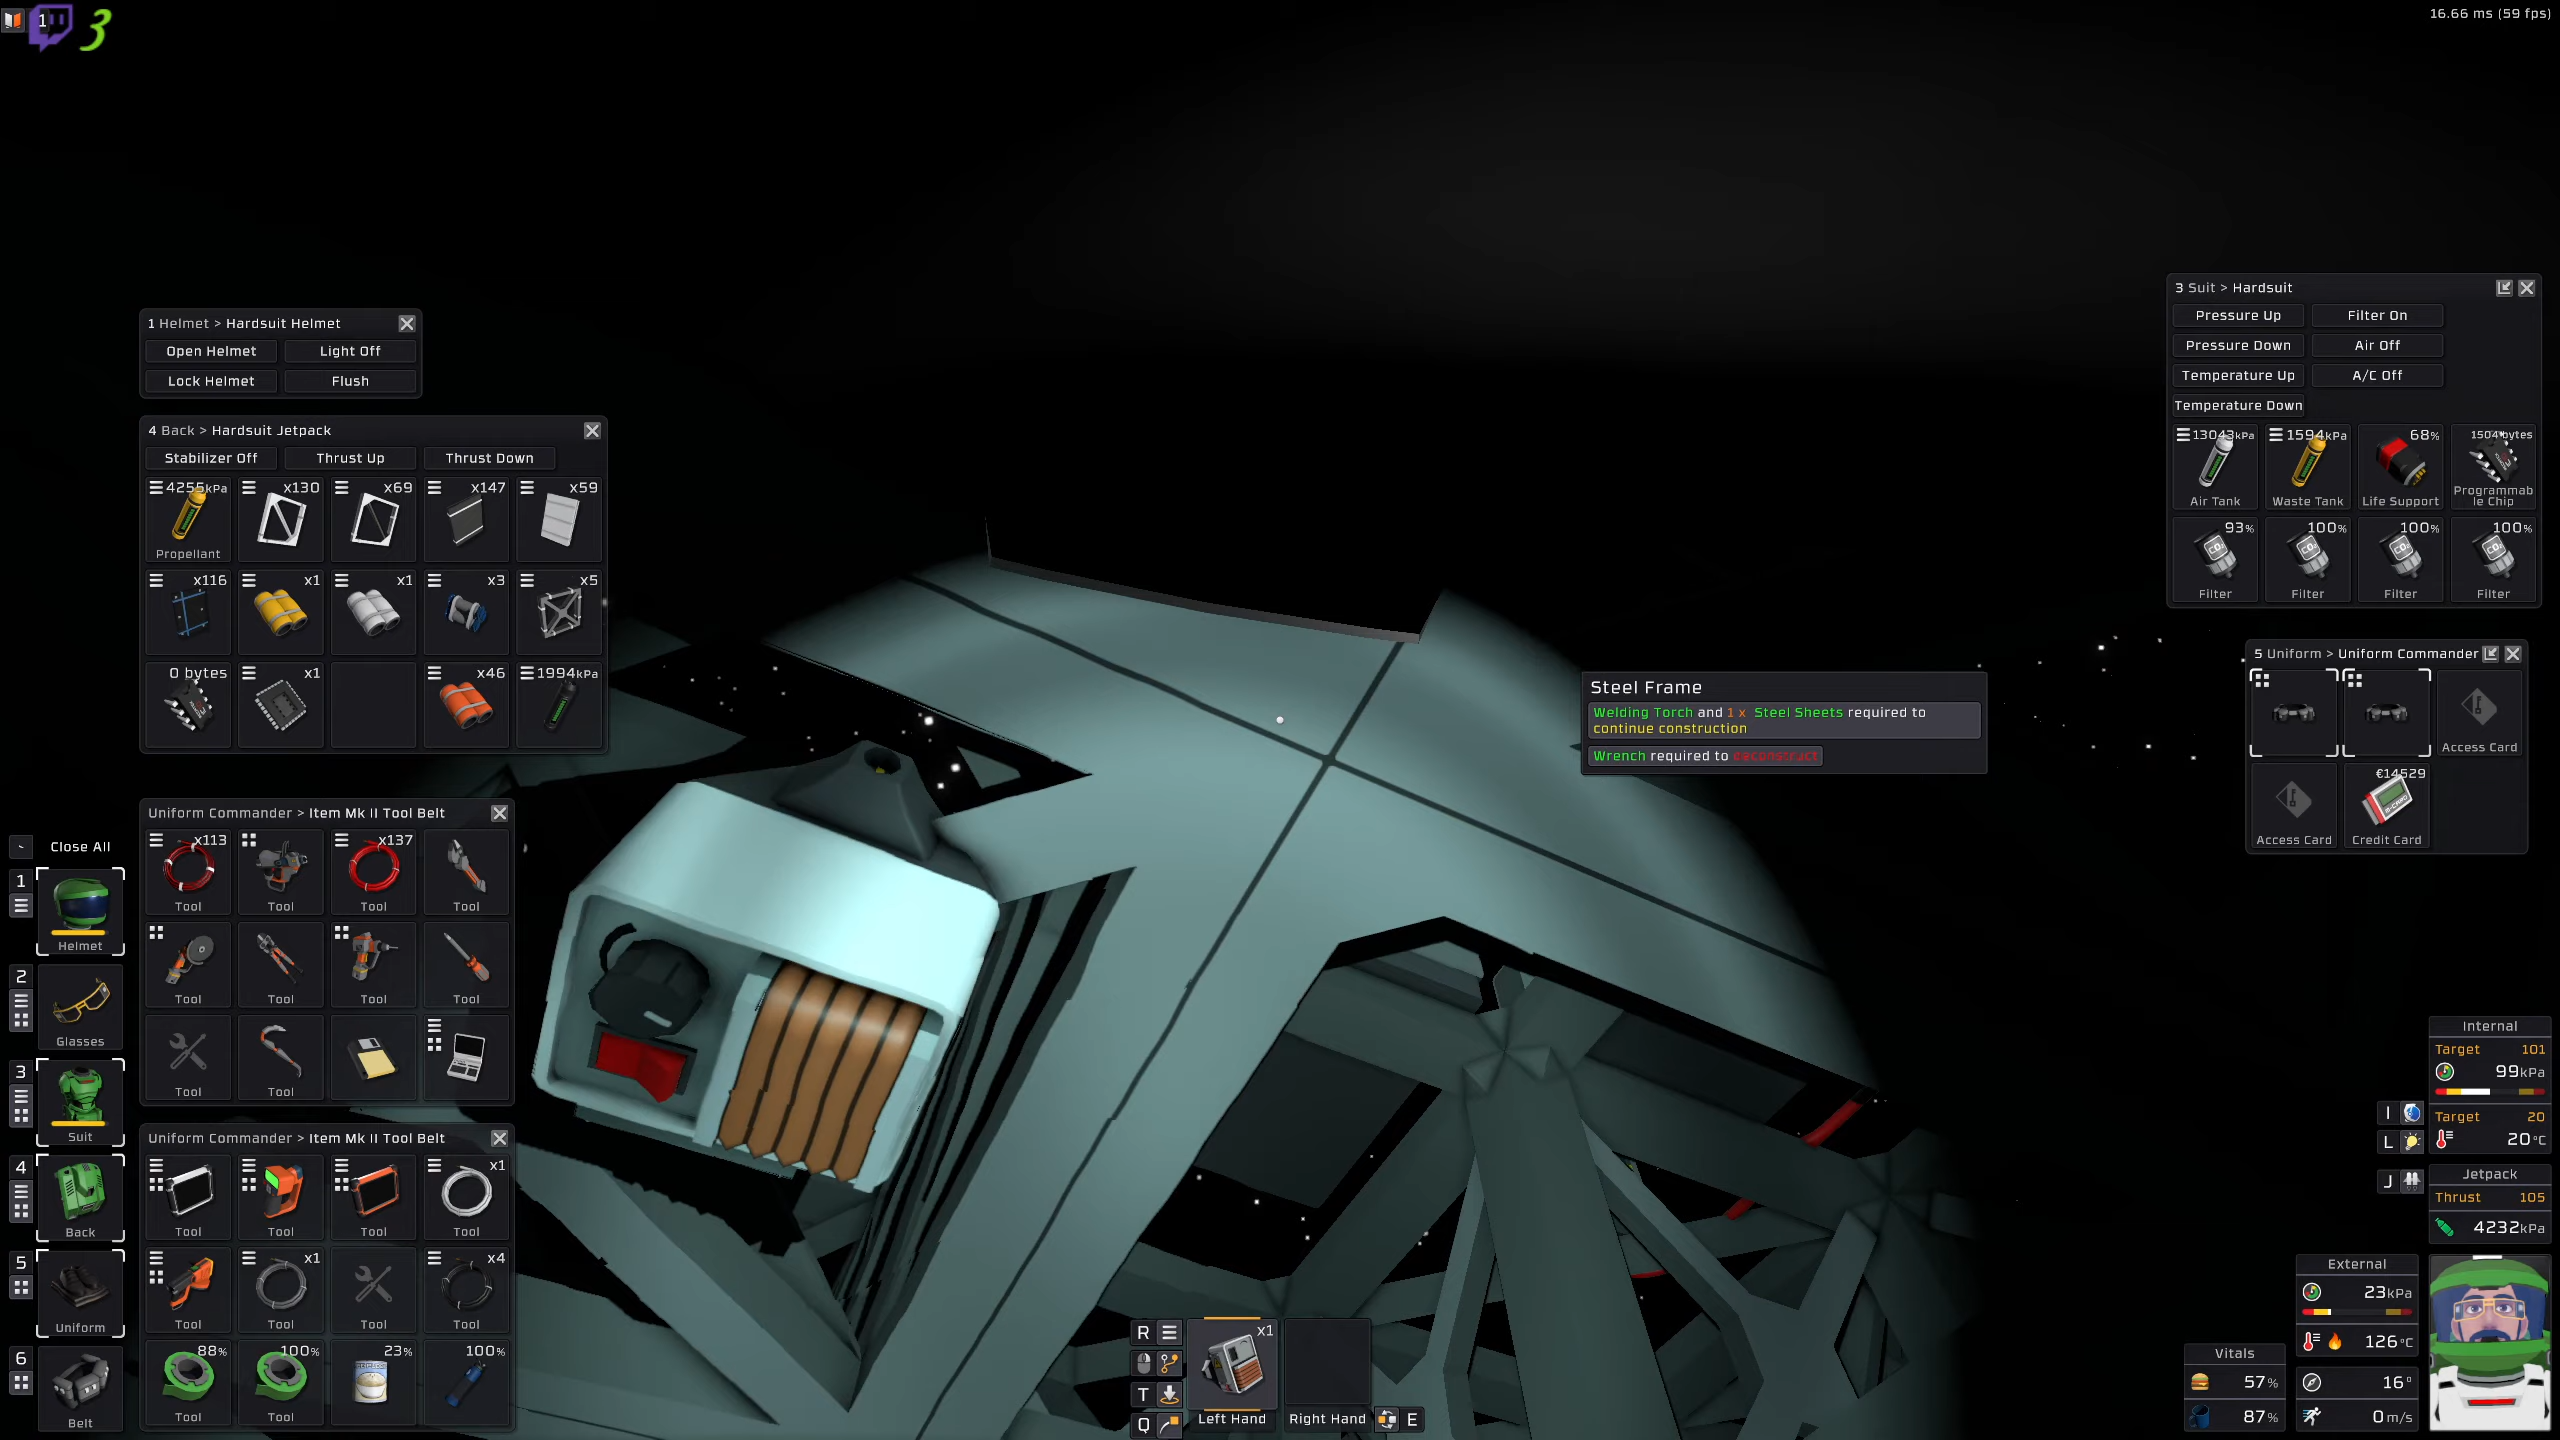 1
3
16.66 ms (59 fps)
1 Helmet > Hardsuit Helmet
Open Helmet
Light Off
Lock Helmet
Flush
4 Back > Hardsuit Jetpack
Stabilizer Off
Thrust Up
Thrust Down
4255kPa
x130
x69
x147
x59
Propellant
x116
x1
x1
x3
x5
0 bytes
x1
x46
1994kPa
3 Suit > Hardsuit
Pressure Up
Filter On
Pressure Down
Air Off
Temperature Up
A/C Off
Temperature Down
13043kPa
1594kPa
68%
1504 bytes
Air Tank
Waste Tank
Life Support
Programmab
le Chip
93%
100%
100%
100%
Filter
Filter
Filter
Filter
Steel Frame
Welding Torch and 1 x Steel Sheets required to
continue construction
Wrench required to deconstruct
5 Uniform > Uniform Commander
Access Card
€14529
Access Card
Credit Card
Uniform Commander > Item Mk II Tool Belt
x113
x137
Tool
Tool
Tool
Tool
Tool
Tool
Tool
Tool
Tool
Tool
Uniform Commander > Item Mk II Tool Belt
x1
Tool
Tool
Tool
Tool
x1
x4
Tool
Tool
Tool
Tool
88%
100%
23%
100%
Tool
Tool
~
Close All
1
Helmet
2
Glasses
3
Suit
4
Back
5
Uniform
6
Belt
R
T
Q
x1
Left Hand
Right Hand
E
Internal
Target 101
99kPa
Target 20
20°C
I
L
J
Jetpack
Thrust 105
4232kPa
External
23kPa
126°C
16°
0m/s
Vitals
57%
87%